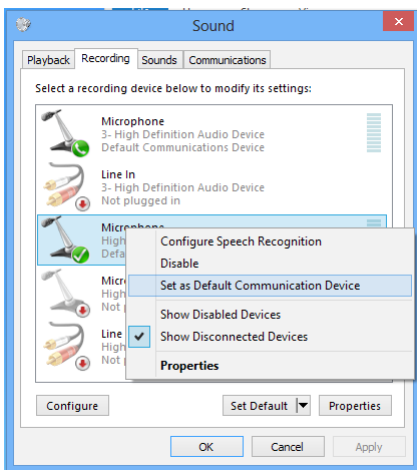 Sound
Playback Recording Sounds Communications
Select a recording device below to modify its settings:
Microphone
3- High Definition Audio Device
Default Communications Device
Line In
3- High Definition Audio Device
Not plugged in
Microphone
High
Defa
Configure Speech Recognition
Disable
Set as Default Communication Device
Show Disabled Devices
Show Disconnected Devices
Properties
Micr
High
Not
Line
High
Not
Configure Set Default Properties
OK Cancel Apply